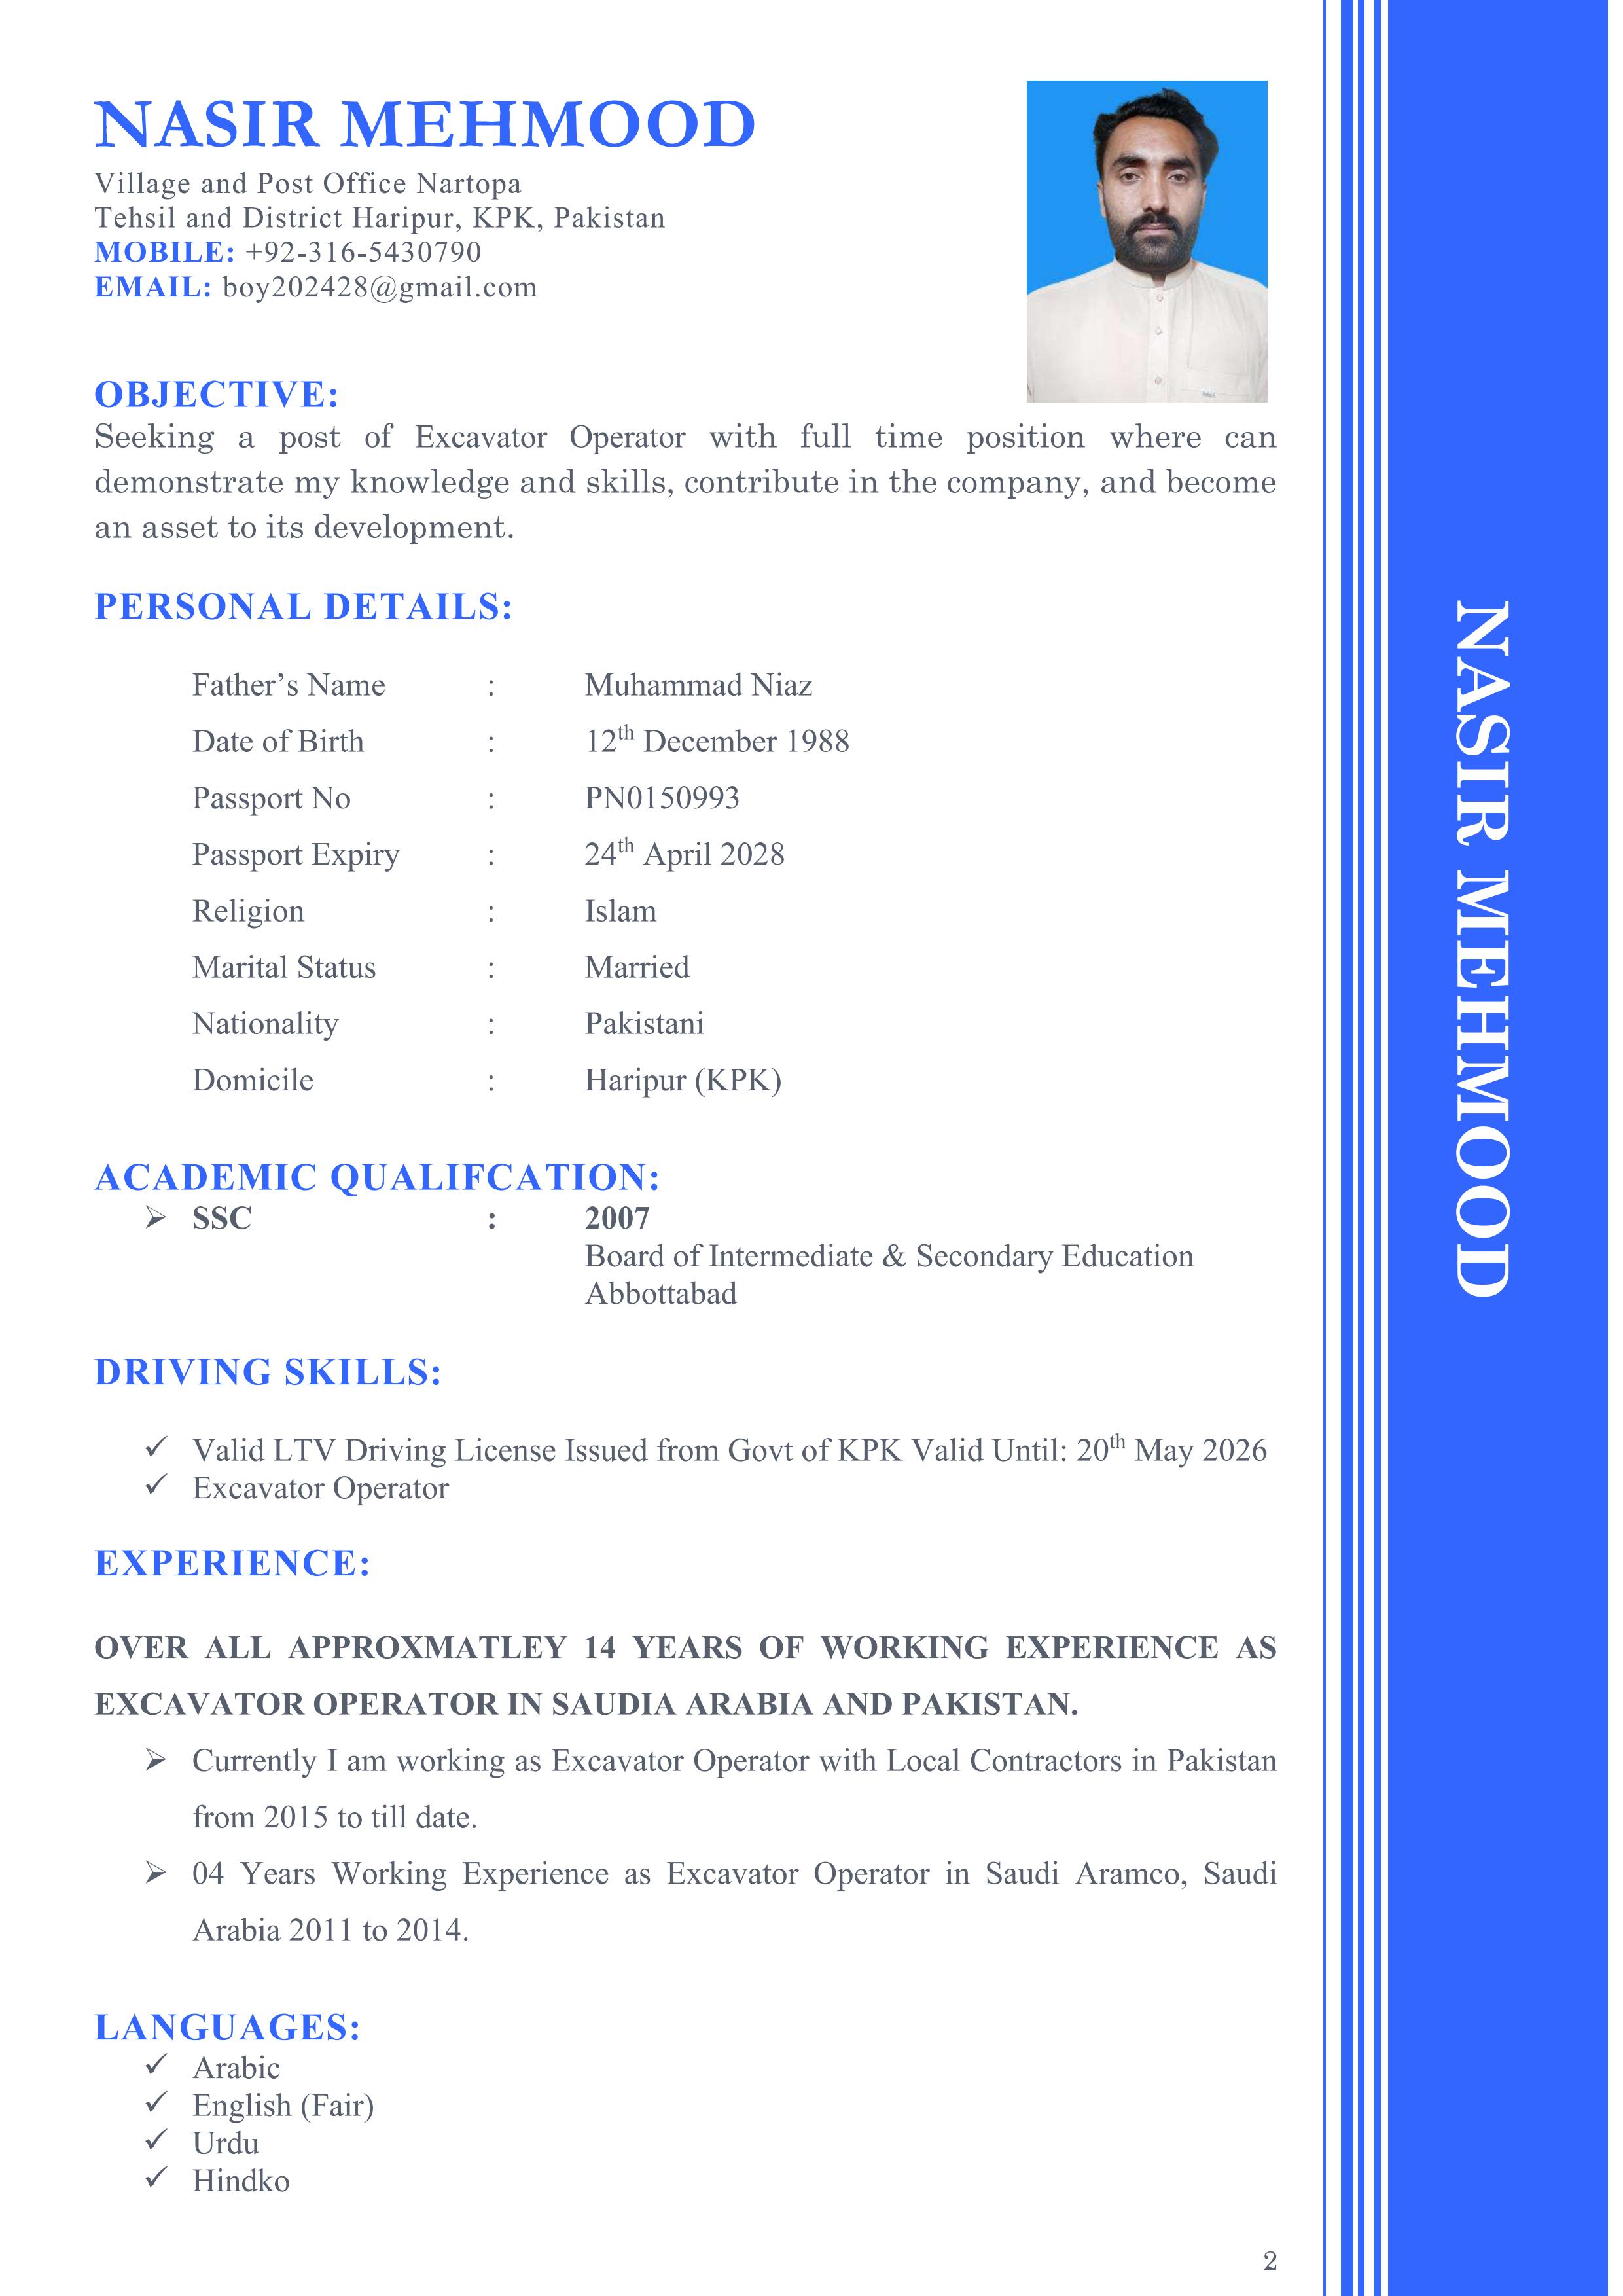 NASIR MEHMOOD
Village and Post Office Nartopa
Tehsil and District Haripur, KPK, Pakistan
MOBILE: +92-316-5430790
EMAIL: boy202428@gmail.com
OBJECTIVE:
Seeking a post of Excavator Operator with full time position where can
demonstrate my knowledge and skills, contribute in the company, and become
an asset to its development.
PERSONAL DETAILS:
Father’s Name : Muhammad Niaz
Date of Birth : 12th December 1988
Passport No : PN0150993
Passport Expiry : 24th April 2028
Religion : Islam
Marital Status : Married
Nationality : Pakistani
Domicile : Haripur (KPK)
ACADEMIC QUALIFCATION:
➢ SSC : 2007
Board of Intermediate & Secondary Education
Abbottabad
DRIVING SKILLS:
✓ Valid LTV Driving License Issued from Govt of KPK Valid Until: 20th May 2026
✓ Excavator Operator
EXPERIENCE:
OVER ALL APPROXMATLEY 14 YEARS OF WORKING EXPERIENCE AS
EXCAVATOR OPERATOR IN SAUDIA ARABIA AND PAKISTAN.
➢ Currently I am working as Excavator Operator with Local Contractors in Pakistan
from 2015 to till date.
➢ 04 Years Working Experience as Excavator Operator in Saudi Aramco, Saudi
Arabia 2011 to 2014.
LANGUAGES:
✓ Arabic
✓ English (Fair)
✓ Urdu
✓ Hindko
2
NASIR MEHMOOD